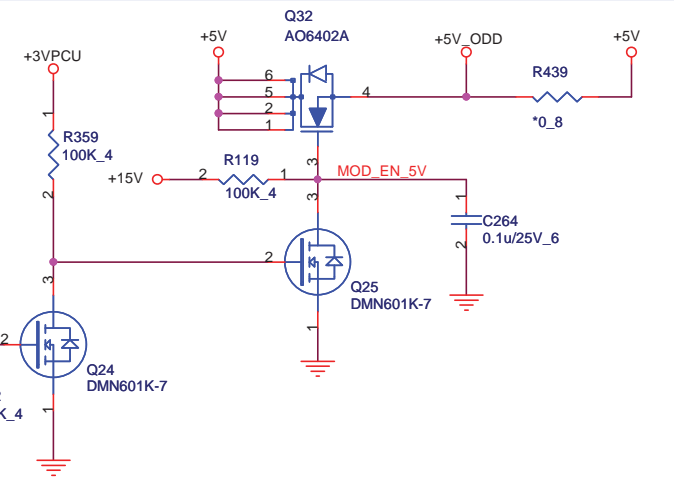 Q32
AO6402A
+5V
+5V_ODD
+5V
+3VPCU
R439
6
5
4
2
1
*0_8
1
R359
100K_4
3
R119
MOD_EN_5V
+15V
2
1
100K_4
2
3
1
C264
0.1u/25V_6
2
2
3
Q25
DMN601K-7
1
2
Q24
DMN601K-7
K_4
1